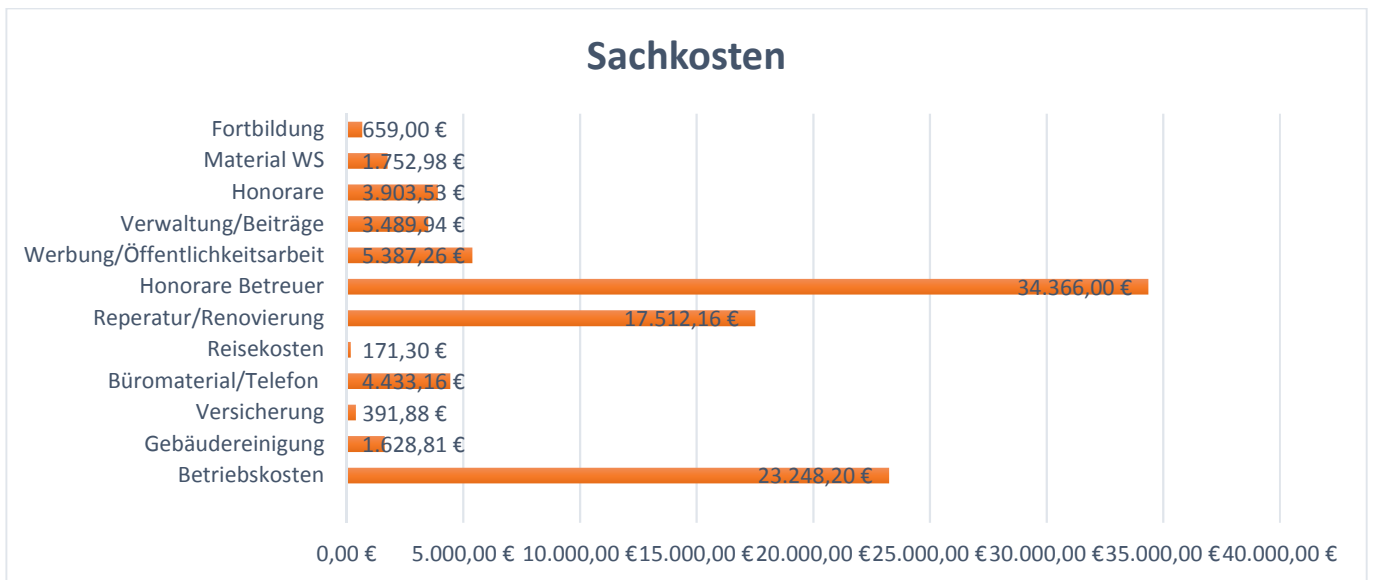 Sachkosten
Fortbildung 659,00 €
Material WS 1.752,98 €
Honorare 3.903,53 €
Verwaltung/Beiträge 3.489,94 €
Werbung/Öffentlichkeitsarbeit 5.387,26 €
Honorare Betreuer 34.366,00 €
Reperatur/Renovierung 17.512,16 €
Reisekosten 171,30 €
Büromaterial/Telefon 4.433,16 €
Versicherung 391,88 €
Gebäudereinigung 1.628,81 €
Betriebskosten 23.248,20 €
0,00 € 5.000,00 € 10.000,00 € 15.000,00 € 20.000,00 € 25.000,00 € 30.000,00 € 35.000,00 € 40.000,00 €